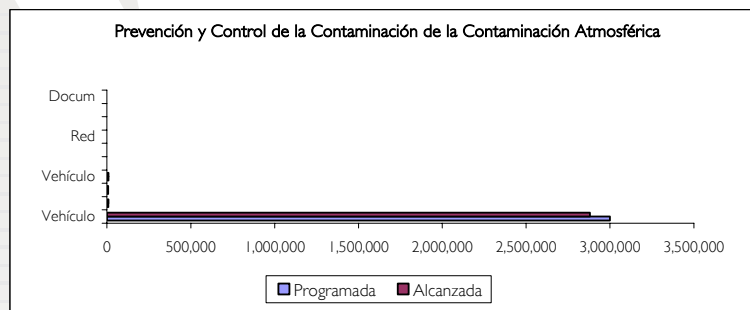 Prevención y Control de la Contaminación de la Contaminación Atmosférica
Docum
Red
Vehículo
Vehículo
0 500,000 1,000,000 1,500,000 2,000,000 2,500,000 3,000,000 3,500,000
Programada Alcanzada